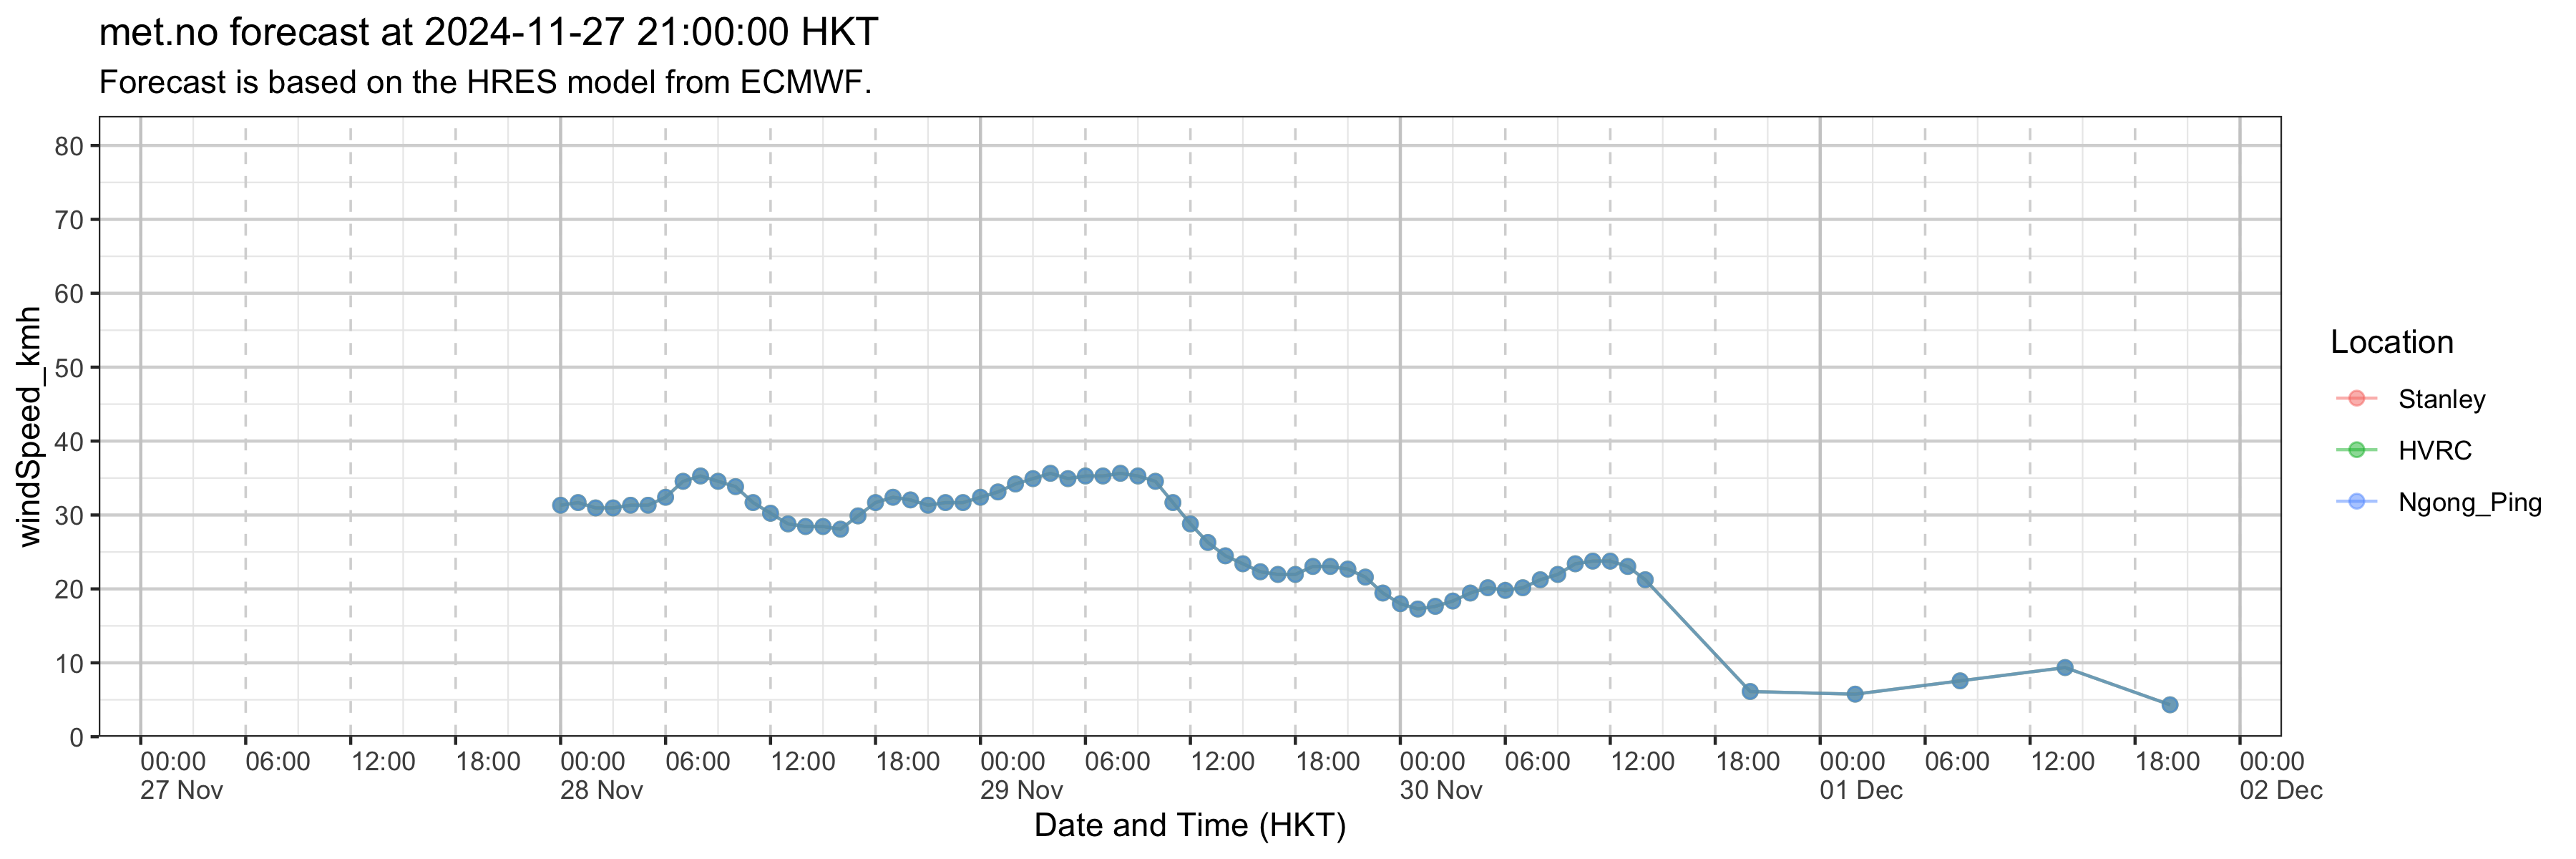 met.no forecast at 2024-11-27 21:00:00 HKT
Forecast is based on the HRES model from ECMWF.
windSpeed_kmh
80
70
60
50
40
30
20
10
0
00:00 06:00 12:00 18:00 00:00 06:00 12:00 18:00 00:00 06:00 12:00 18:00 00:00 06:00 12:00 18:00 00:00 06:00 12:00 18:00 00:00
27 Nov 28 Nov 29 Nov 30 Nov 01 Dec 02 Dec
Date and Time (HKT)
Location
Stanley
HVRC
Ngong_Ping